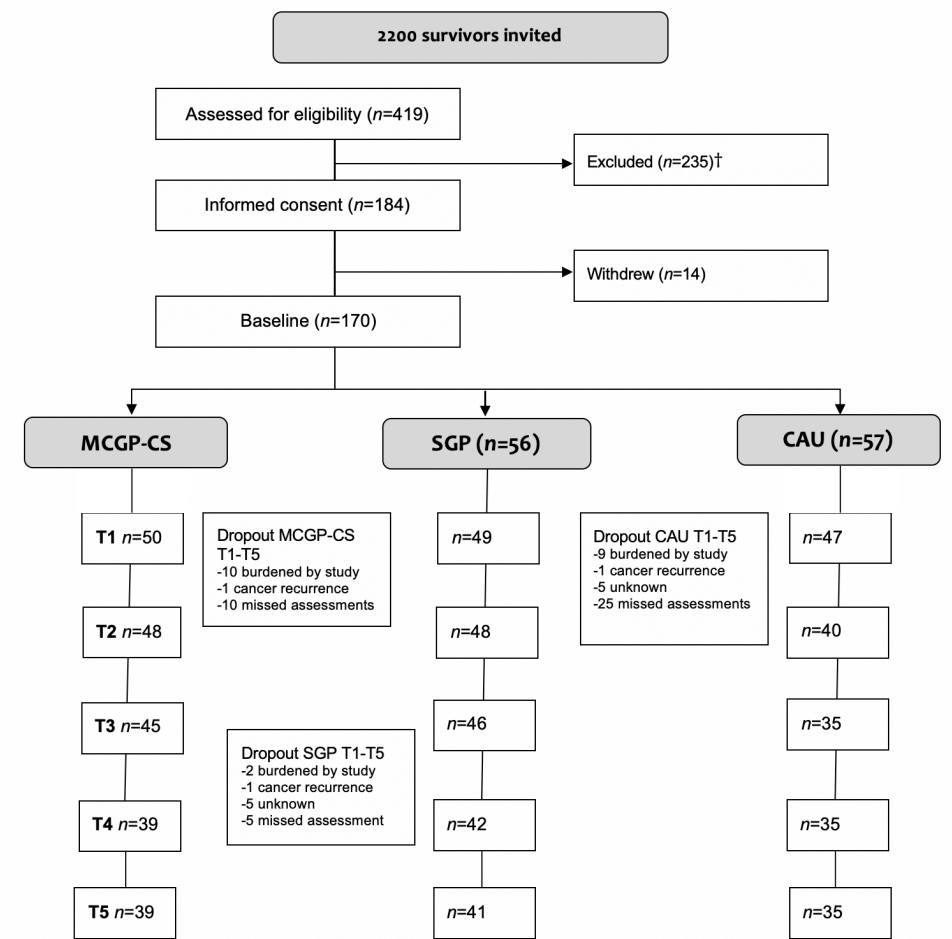 2200 survivors invited
Assessed for eligibility (n=419)
Excluded (n=235)†
Informed consent (n=184)
Withdrew (n=14)
Baseline (n=170)
MCGP-CS
SGP (n=56)
CAU (n=57)
T1 n=50
Dropout MCGP-CS
T1-T5
-10 burdened by study
-1 cancer recurrence
-10 missed assessments
n=49
Dropout CAU T1-T5
-9 burdened by study
-1 cancer recurrence
-5 unknown
-25 missed assessments
n=47
T2 n=48
n=48
n=40
T3 n=45
n=46
n=35
Dropout SGP T1-T5
-2 burdened by study
-1 cancer recurrence
-5 unknown
-5 missed assessment
T4 n=39
n=42
n=35
T5 n=39
n=41
n=35